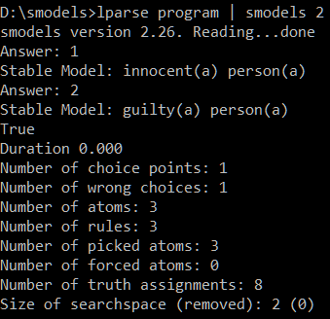 D:\smodels>lparse program | smodels 2
smodels version 2.26. Reading...done
Answer: 1
Stable Model: innocent(a) person(a)
Answer: 2
Stable Model: guilty(a) person(a)
True
Duration 0.000
Number of choice points: 1
Number of wrong choices: 1
Number of atoms: 3
Number of rules: 3
Number of picked atoms: 3
Number of forced atoms: 0
Number of truth assignments: 8
Size of searchspace (removed): 2 (0)